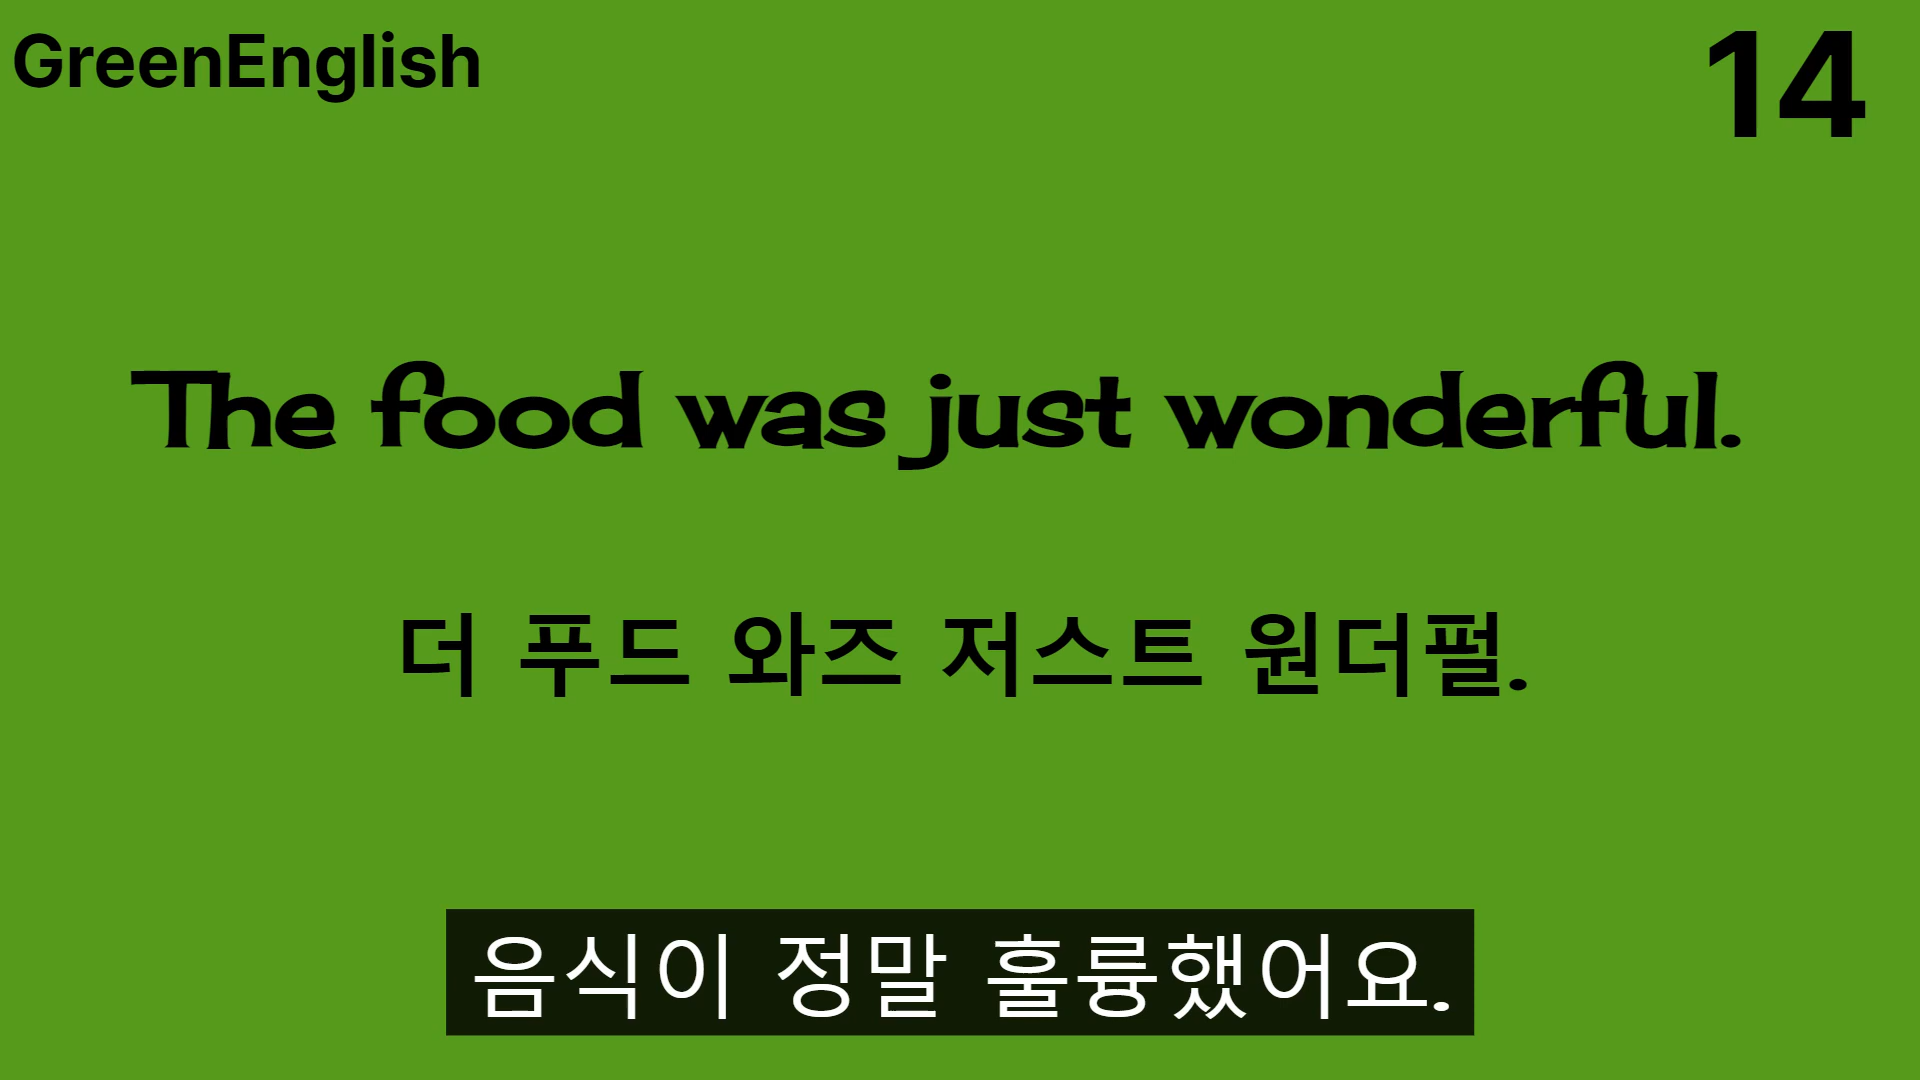 GreenEnglish
14
The food was just wonderful.
더 푸드 와즈 저스트 원더펄.
음식이 정말 훌륭했어요.